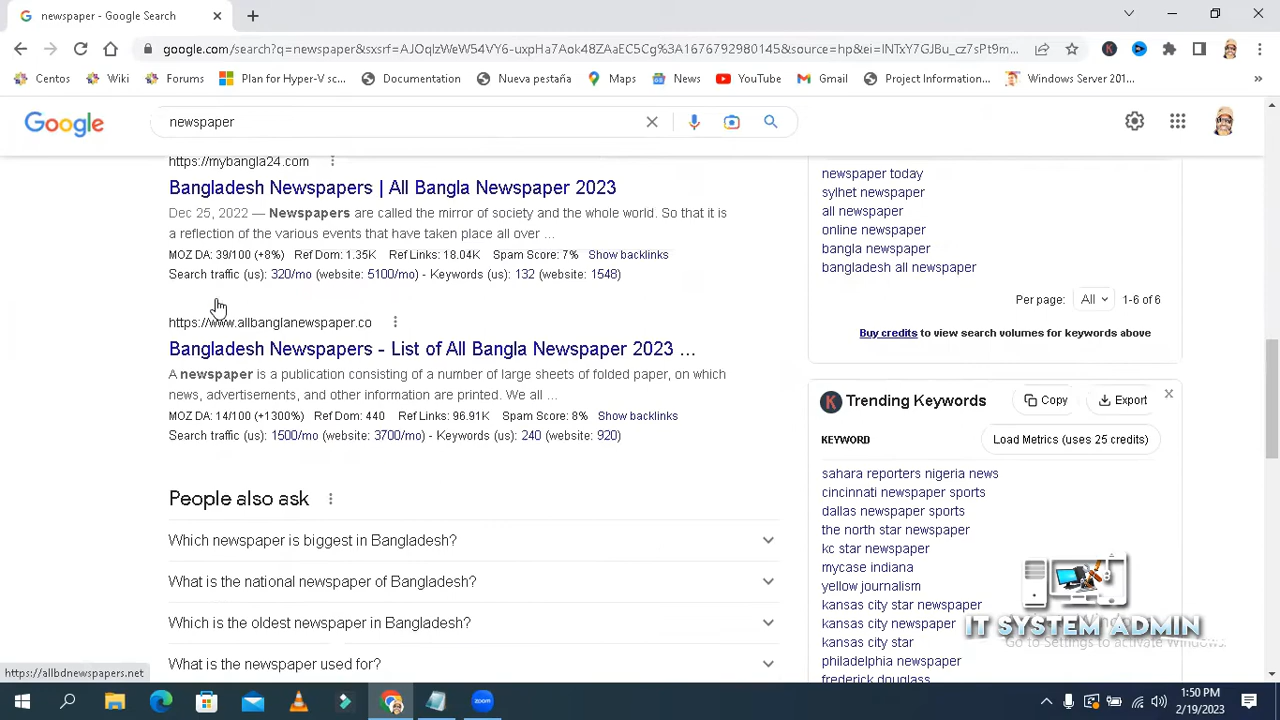 newspaper - Google Search
google.com/search?q=newspaper&sxsrf=AJOqlzWeW54VY6-uxpHa7Aok48ZAaEC5Cg%3A1676792980145&source=hp&ei=lNTxY7GJBu_cz7sPt9m...
Centos
Wiki
Forums
Plan for Hyper-V sc...
Documentation
Nueva pestaña
Maps
News
YouTube
Gmail
Project Information...
Windows Server 201...
Google
newspaper
https://mybangla24.com
Bangladesh Newspapers | All Bangla Newspaper 2023
Dec 25, 2022 — Newspapers are called the mirror of society and the whole world. So that it is
a reflection of the various events that have taken place all over ...
MOZ DA: 39/100 (+8%) Ref Dom: 1.35K Ref Links: 18.04K Spam Score: 7% Show backlinks
Search traffic (us): 320/mo (website: 5100/mo) - Keywords (us): 132 (website: 1548)
https://www.allbanglanewspaper.co
Bangladesh Newspapers - List of All Bangla Newspaper 2023 ...
A newspaper is a publication consisting of a number of large sheets of folded paper, on which
news, advertisements, and other information are printed. We all ...
MOZ DA: 14/100 (+1300%) Ref Dom: 440 Ref Links: 96.91K Spam Score: 8% Show backlinks
Search traffic (us): 1500/mo (website: 3700/mo) - Keywords (us): 240 (website: 920)
People also ask
Which newspaper is biggest in Bangladesh?
What is the national newspaper of Bangladesh?
Which is the oldest newspaper in Bangladesh?
What is the newspaper used for?
newspaper today
sylhet newspaper
all newspaper
online newspaper
bangla newspaper
bangladesh all newspaper
Per page: All 1-6 of 6
Buy credits to view search volumes for keywords above
Trending Keywords
Copy
Export
KEYWORD
Load Metrics (uses 25 credits)
sahara reporters nigeria news
cincinnati newspaper sports
dallas newspaper sports
the north star newspaper
kc star newspaper
mycase indiana
yellow journalism
kansas city star newspaper
kansas city newspaper
kansas city star
philadelphia newspaper
frederick douglass
IT SYSTEM ADMIN
Go to Settings to activate Windows.
https://allbdnewspapers.net
zoom
1:50 PM
2/19/2023